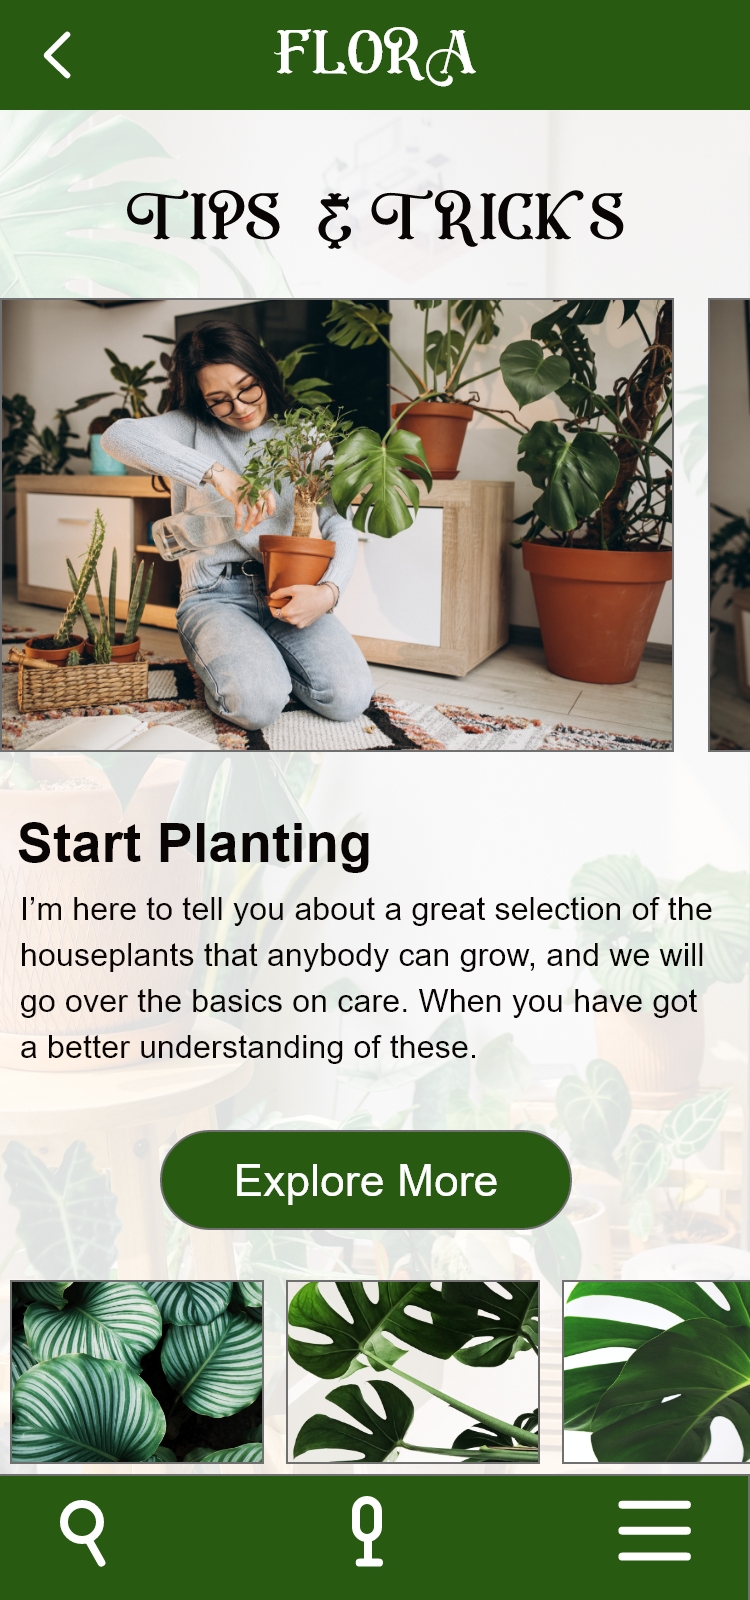 FLORA
TIPS & TRICKS
Start Planting
I’m here to tell you about a great selection of the
houseplants that anybody can grow, and we will
go over the basics on care. When you have got
a better understanding of these.
Explore More